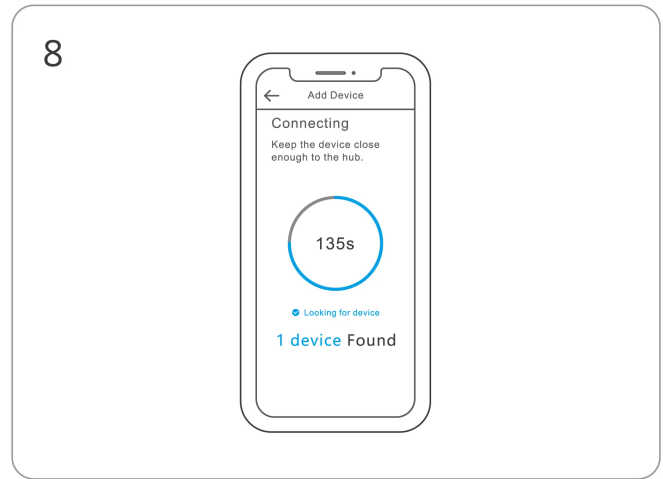 8
Add Device
Connecting
Keep the device close
enough to the hub.
135s
Looking for device
1 device Found